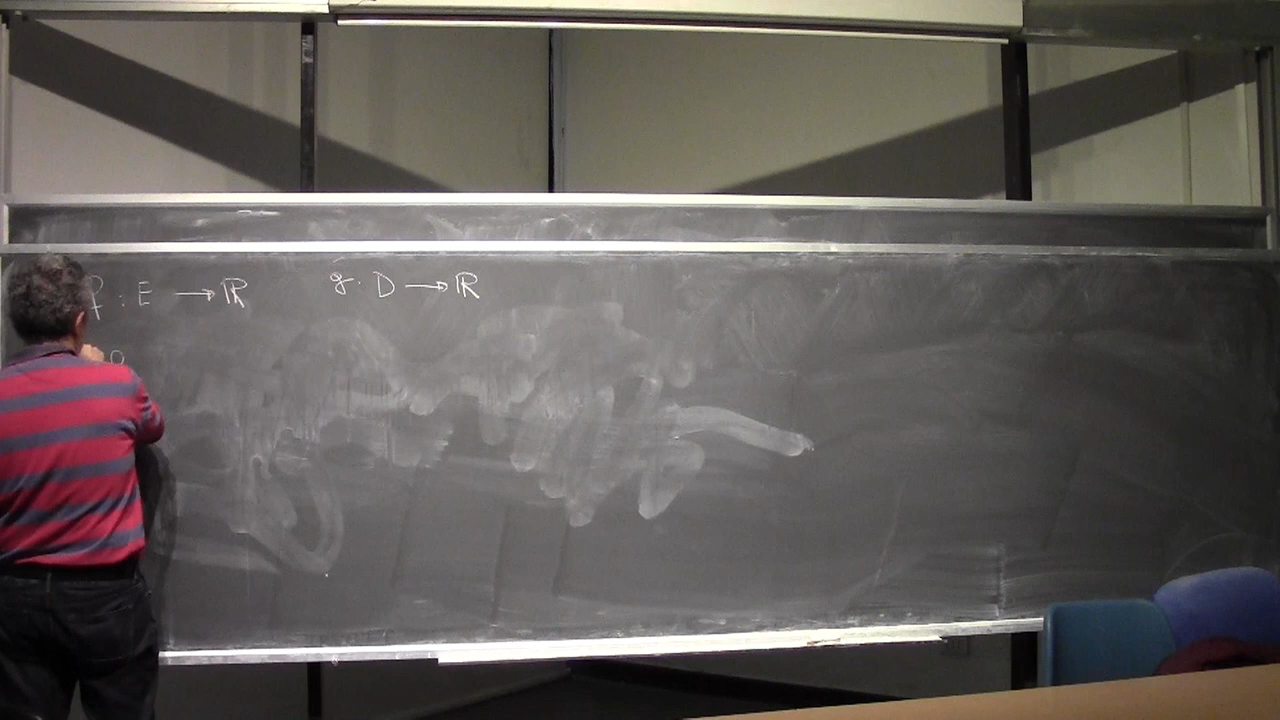 f : E → ℝ g : D → ℝ